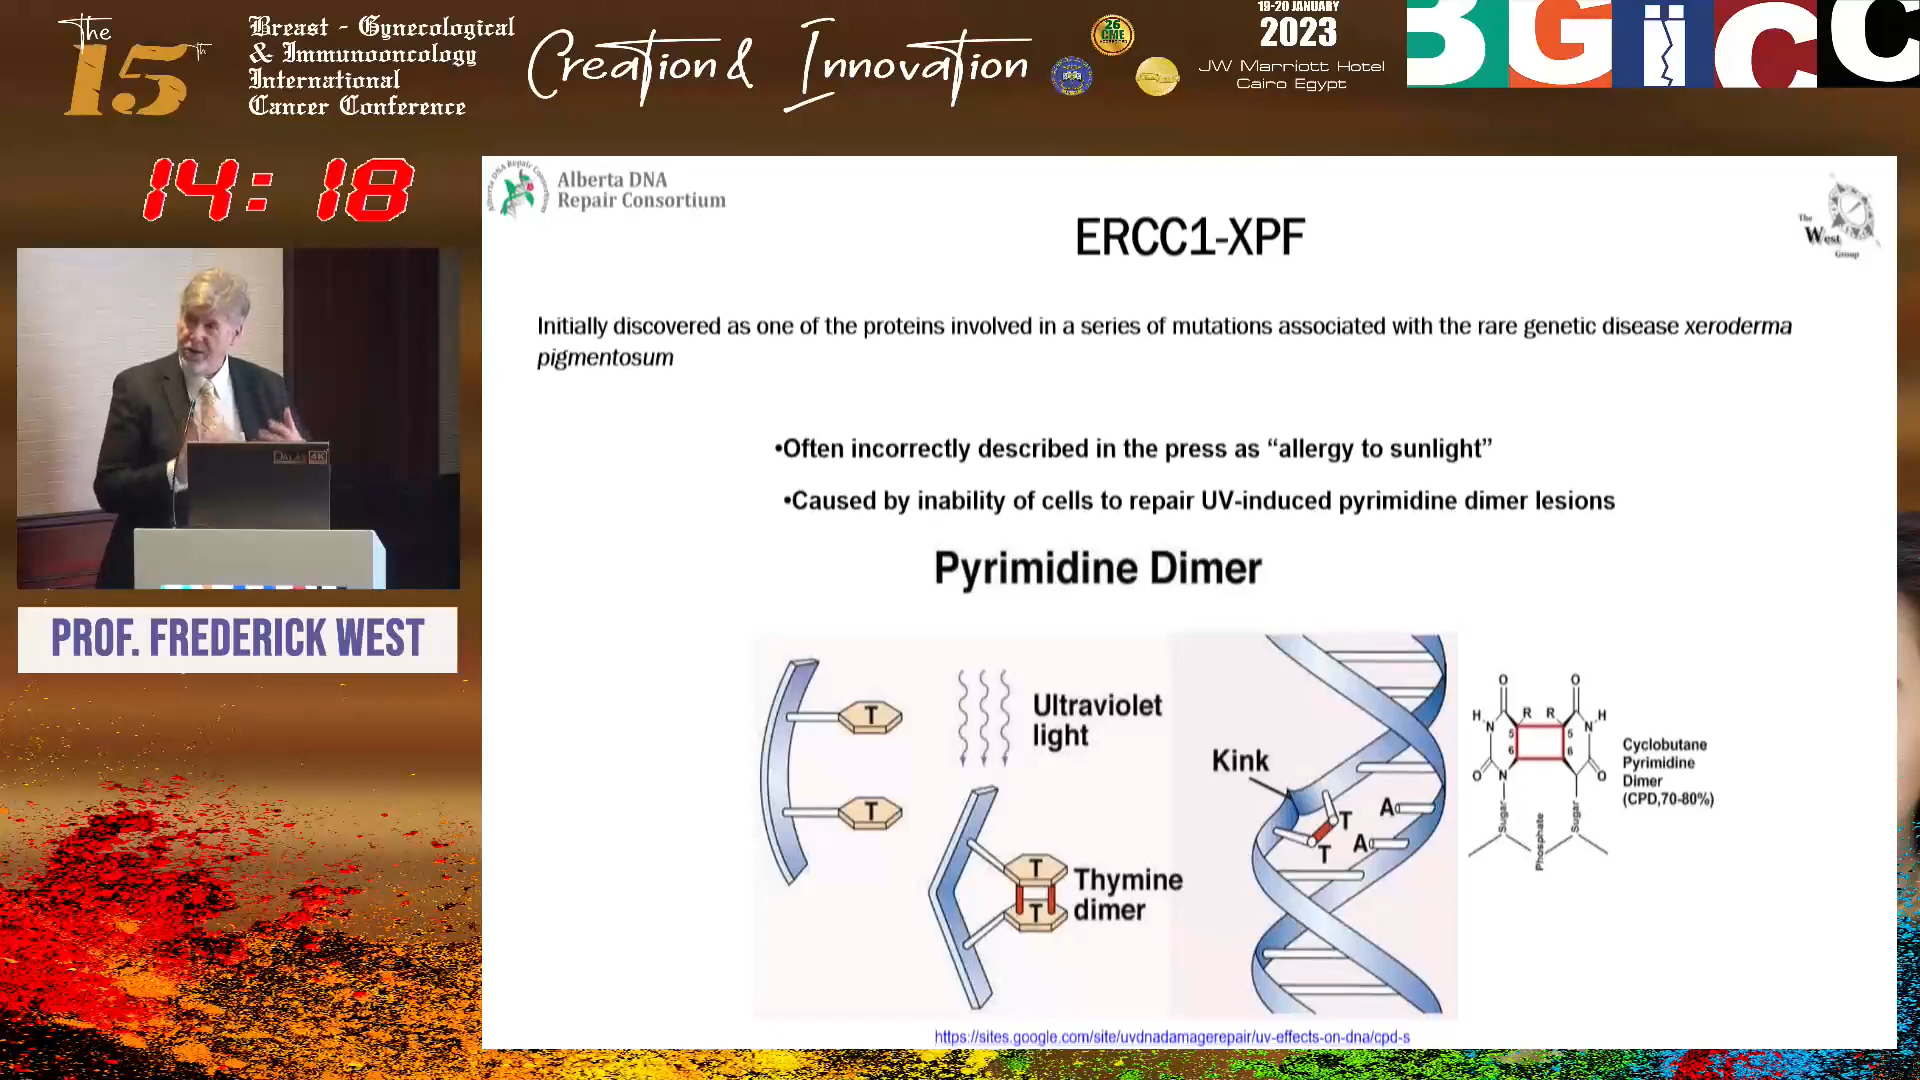 The
15th
Breast - Gynecological
& Immunooncology
International
Cancer Conference
Creation & Innovation
26
CME
19-20 JANUARY
2023
JW Marriott Hotel
Cairo Egypt
BGICC
14:18
Alberta DNA
Repair Consortium
The
West
Group
ERCC1-XPF
Initially discovered as one of the proteins involved in a series of mutations associated with the rare genetic disease xeroderma
pigmentosum
•Often incorrectly described in the press as “allergy to sunlight”
•Caused by inability of cells to repair UV-induced pyrimidine dimer lesions
Pyrimidine Dimer
T
T
Ultraviolet
light
T
T
Thymine
dimer
Kink
T
T
A
A
O
O
H
N
R
R
N
H
5
5
6
6
O
N
O
Sugar
Phosphate
Sugar
Cyclobutane
Pyrimidine
Dimer
(CPD,70-80%)
https://sites.google.com/site/uvdnadamagerepair/uv-effects-on-dna/cpd-s
DALAS 4K
PROF. FREDERICK WEST